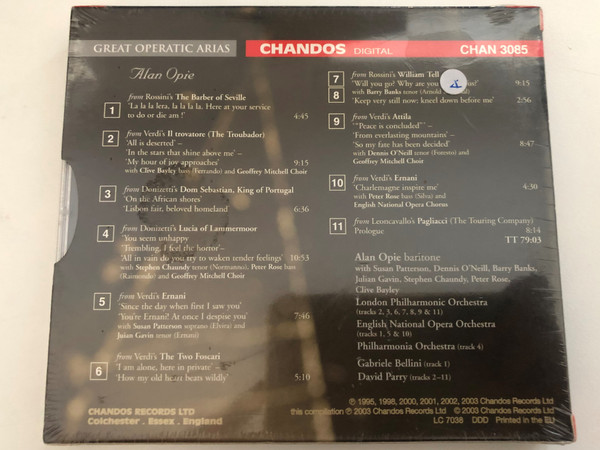 GREAT OPERATIC ARIAS
CHANDOS DIGITAL
CHAN 3085
Alan Opie
1
from Rossini's The Barber of Seville
'La la la lera, la la la la. Here at your service
to do or die am I!' 4:45
2
from Verdi's Il trovatore (The Troubador)
'All is deserted' –
'In the stars that shine above me' –
'My hour of joy approaches' 9:15
with Clive Bayley bass (Ferrando) and Geoffrey Mitchell Choir
3
from Donizetti's Dom Sebastian, King of Portugal
'On the African shores'
'Lisbon fair, beloved homeland 6:36
4
from Donizetti's Lucia of Lammermoor
'You seem unhappy
'Trembling, I feel the horror'–
'All in vain do you try to waken tender feelings' 10:53
with Stephen Chaundy tenor (Normanno), Peter Rose bass
(Raimondo) and Geoffrey Mitchell Choir
5
from Verdi's Ernani
'Since the day when first I saw you'
'You're Ernani! At once I despise you' 7:46
with Susan Patterson soprano (Elvira) and
Julian Gavin tenor (Ernani)
6
from Verdi's The Two Foscari
'I am alone, here in private' –
'How my old heart beats wildly' 5:10
7
from Rossini's William Tell
'Will you go? Why are you 9:15
with Barry Banks tenor (Arnold
8
'Keep very still now: kneel down before me' 2:56
9
from Verdi's Attila
'"Peace is concluded"' –
'From everlasting mountains' –
'So my fate has been decided' 8:47
with Dennis O'Neill tenor (Foresto) and
Geoffrey Mitchell Choir
10
from Verdi's Ernani
'Charlemagne inspire me' 4:30
with Peter Rose bass (Silva) and
English National Opera Chorus
11
from Leoncavallo's Pagliacci (The Touring Company)
Prologue 8:14
TT 79:03
Alan Opie baritone
with Susan Patterson, Dennis O'Neill, Barry Banks,
Julian Gavin, Stephen Chaundy, Peter Rose,
Clive Bayley
London Philharmonic Orchestra
(tracks 2, 3, 6, 7, 8, 9 & 11)
English National Opera Orchestra
(tracks 1, 5 & 10)
Philharmonia Orchestra (track 4)
Gabriele Bellini (track 1)
David Parry (tracks 2–11)
CHANDOS RECORDS LTD
Colchester . Essex . England
℗ 1995, 1998, 2000, 2001, 2002, 2003 Chandos Records Ltd
this compilation ℗ 2003 Chandos Records Ltd © 2003 Chandos Records Ltd
LC 7038 DDD Printed in the EU